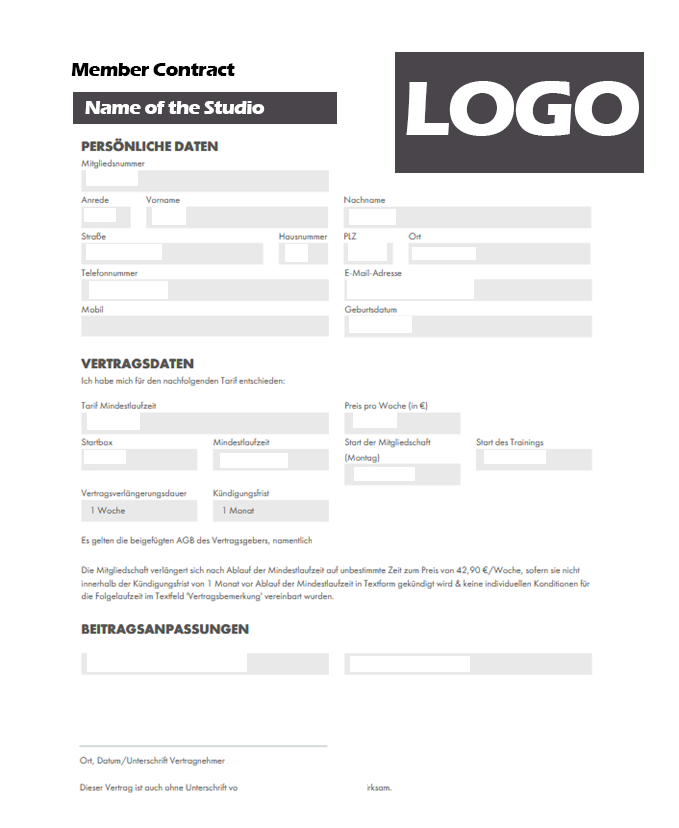 Member Contract
LOGO
Name of the Studio
PERSÖNLICHE DATEN
Mitgliedsnummer
Anrede Vorname Nachname
Straße Hausnummer PLZ Ort
Telefonnummer E-Mail-Adresse
Mobil Geburtsdatum
VERTRAGSDATEN
Ich habe mich für den nachfolgenden Tarif entschieden:
Tarif Mindestlaufzeit Preis pro Woche (in €)
Startbox Mindestlaufzeit Start der Mitgliedschaft Start des Trainings
(Montag)
Vertragsverlängerungsdauer Kündigungsfrist
1 Woche 1 Monat
Es gelten die beigefügten AGB des Vertragsgebers, namentlich
Die Mitgliedschaft verlängert sich nach Ablauf der Mindestlaufzeit auf unbestimmte Zeit zum Preis von 42,90 €/Woche, sofern sie nicht
innerhalb der Kündigungsfrist von 1 Monat vor Ablauf der Mindestlaufzeit in Textform gekündigt wird & keine individuellen Konditionen für
die Folgelaufzeit im Textfeld 'Vertragsbemerkung' vereinbart wurden.
BEITRAGSANPASSUNGEN
Ort, Datum/Unterschrift Vertragnehmer
Dieser Vertrag ist auch ohne Unterschrift vo rksam.